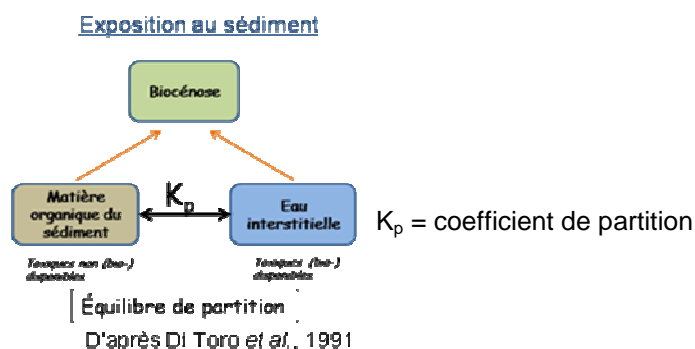 Exposition au sédiment
Biocénose
Matière
organique du
sédiment
Kp
Eau
interstitielle
Kp = coefficient de partition
Toxiques non (bio-)
disponibles
Toxiques (bio-)
disponibles
[ Équilibre de partition ]
D'après Di Toro et al., 1991